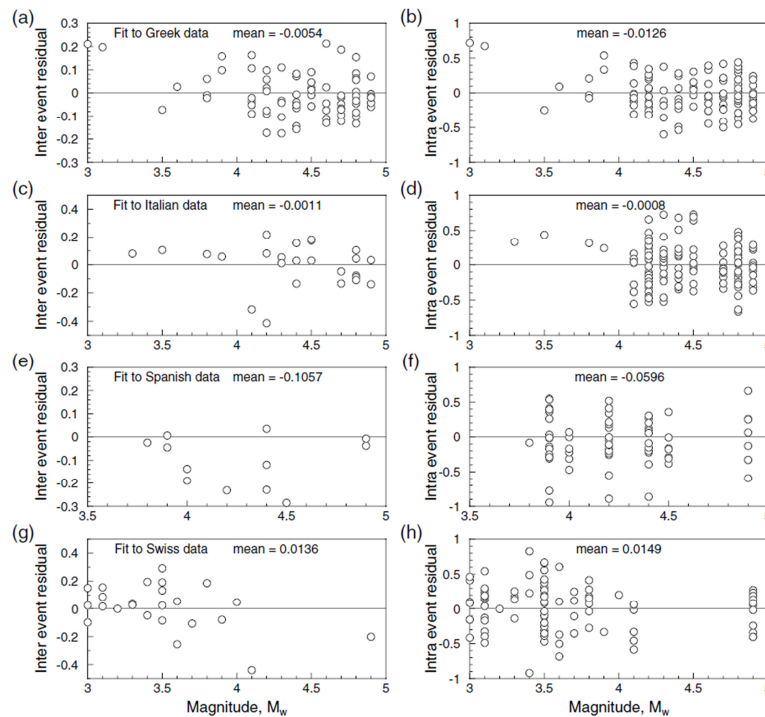 (a)
Fit to Greek data mean = -0.0054
Inter event residual
0.3
0.2
0.1
0
-0.1
-0.2
-0.3
3 3.5 4 4.5 5
(b)
mean = -0.0126
Intra event residual
1
0.5
0
-0.5
-1
3 3.5 4 4.5 5
(c)
Fit to Italian data mean = -0.0011
Inter event residual
0.4
0.2
0
-0.2
-0.4
3 3.5 4 4.5 5
(d)
mean = -0.0008
Intra event residual
1
0.5
0
-0.5
-1
3 3.5 4 4.5 5
(e)
Fit to Spanish data mean = -0.1057
Inter event residual
0.3
0.2
0.1
0
-0.1
-0.2
-0.3
3.5 4 4.5 5
(f)
mean = -0.0596
Intra event residual
1
0.5
0
-0.5
-1
3.5 4 4.5 5
(g)
Fit to Swiss data mean = 0.0136
Inter event residual
0.4
0.2
0
-0.2
-0.4
3 3.5 4 4.5 5
Magnitude, Mw
(h)
mean = 0.0149
Intra event residual
1
0.5
0
-0.5
-1
3 3.5 4 4.5 5
Magnitude, Mw